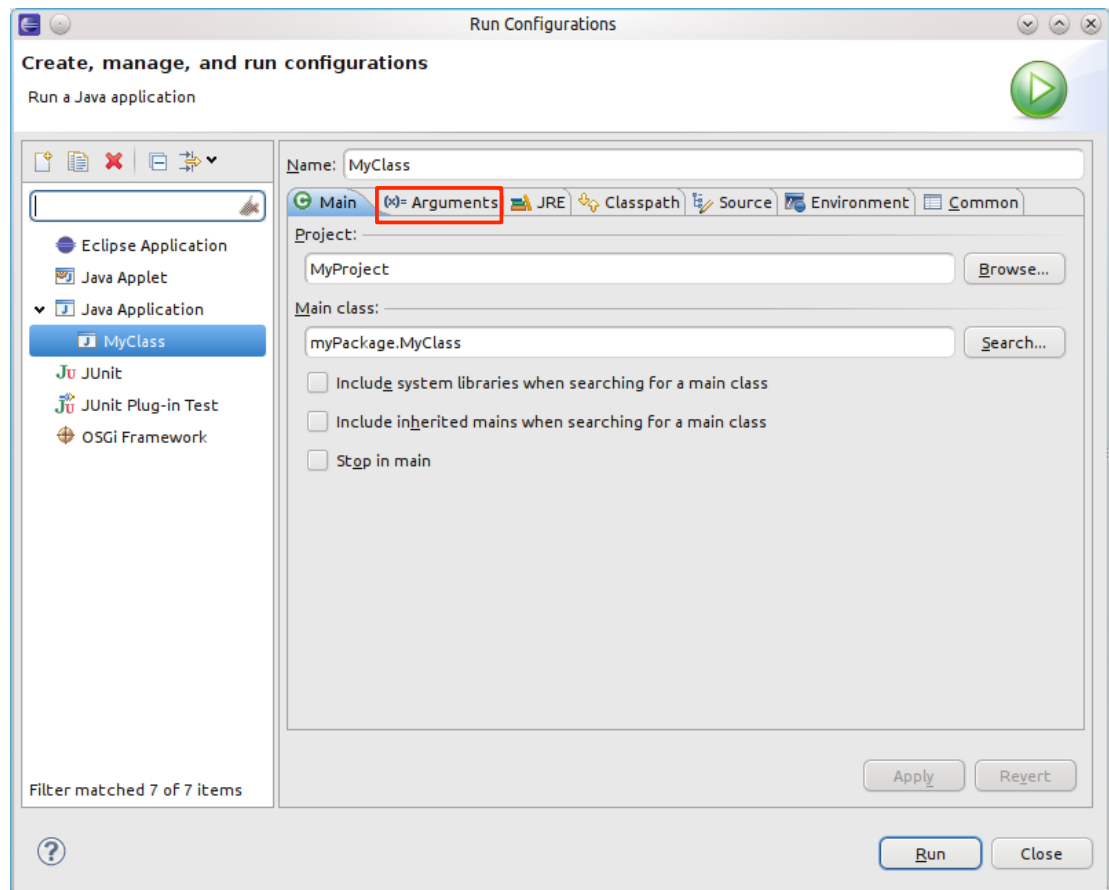 Run Configurations
Create, manage, and run configurations
Run a Java application
Name: MyClass
Main (x)= Arguments JRE Classpath Source Environment Common
Eclipse Application
Java Applet
Java Application
MyClass
JUnit
JUnit Plug-in Test
OSGi Framework
Filter matched 7 of 7 items
Project:
MyProject
Browse...
Main class:
myPackage.MyClass
Search...
Include system libraries when searching for a main class
Include inherited mains when searching for a main class
Stop in main
Apply
Revert
Run
Close